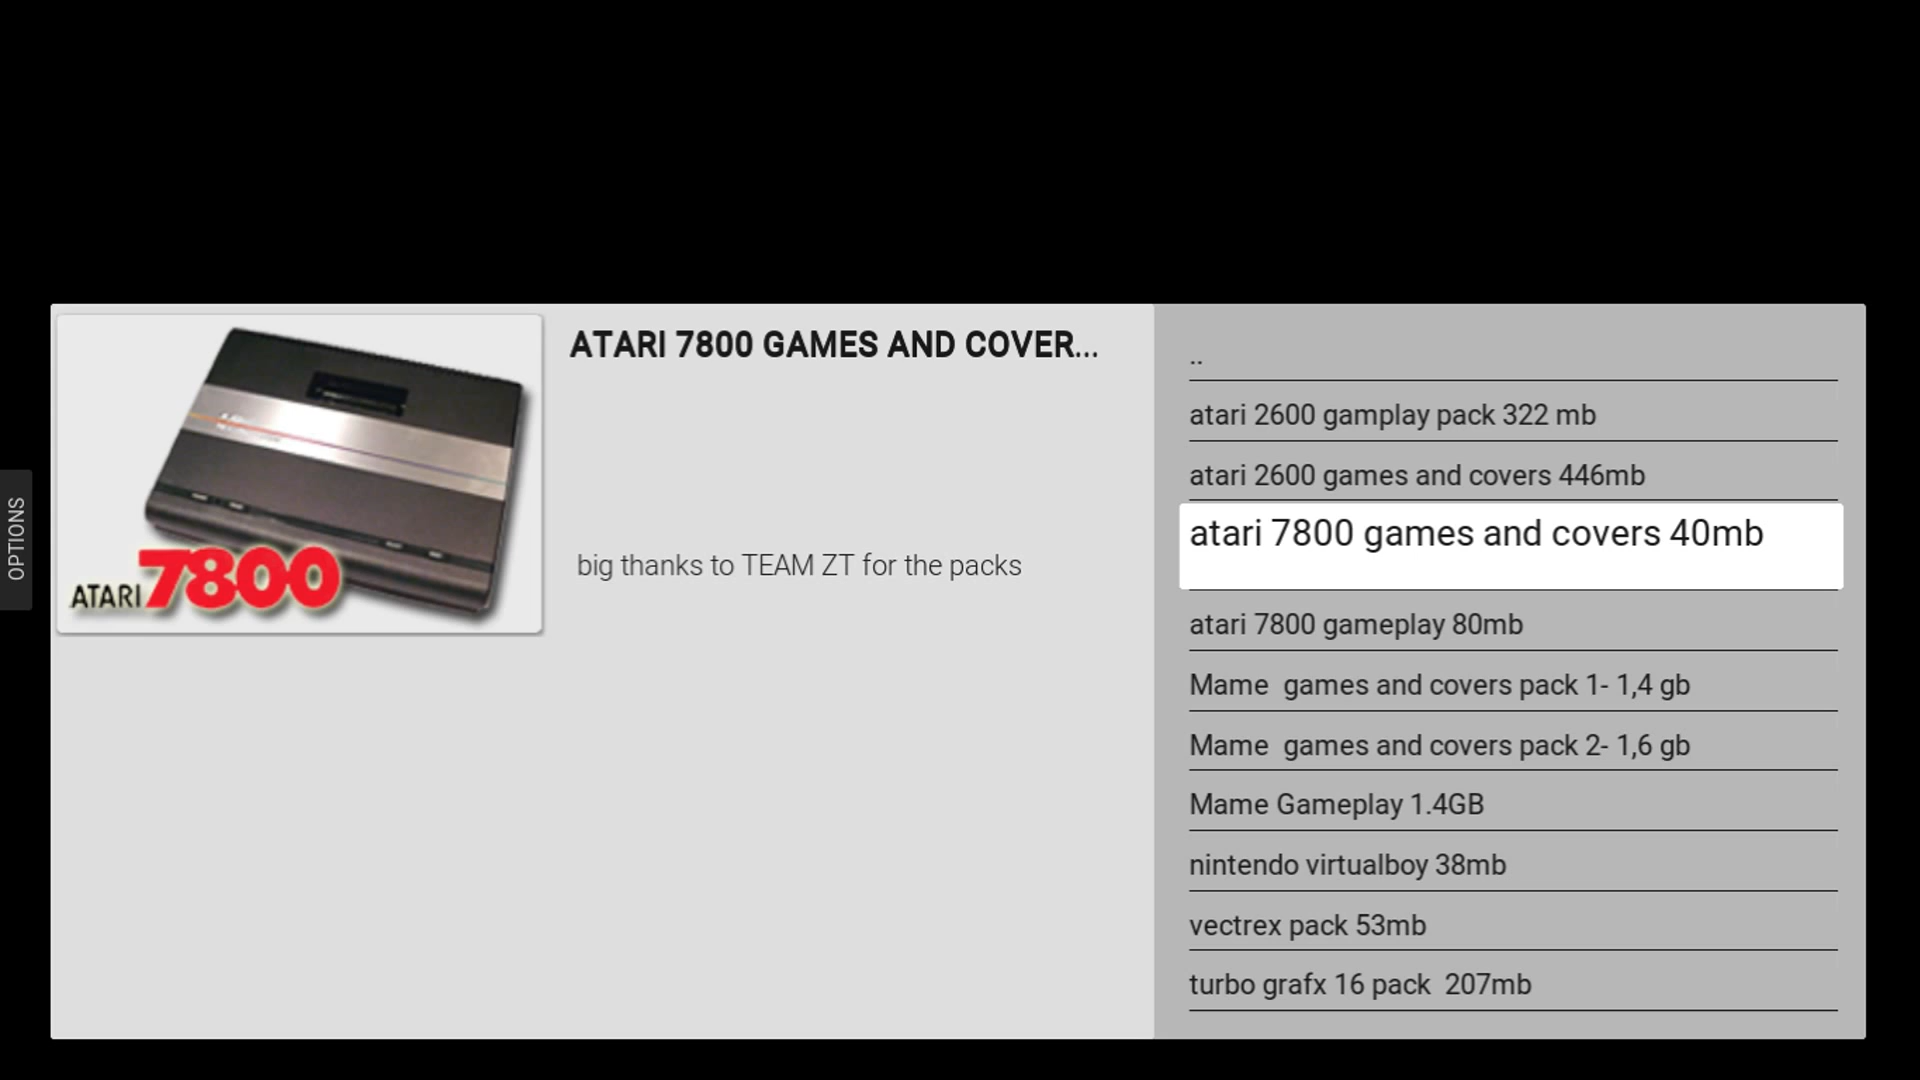 OPTIONS
ATARI 7800
ATARI 7800 GAMES AND COVER...
big thanks to TEAM ZT for the packs
..
atari 2600 gamplay pack 322 mb
atari 2600 games and covers 446mb
atari 7800 games and covers 40mb
atari 7800 gameplay 80mb
Mame  games and covers pack 1- 1,4 gb
Mame  games and covers pack 2- 1,6 gb
Mame Gameplay 1.4GB
nintendo virtualboy 38mb
vectrex pack 53mb
turbo grafx 16 pack  207mb